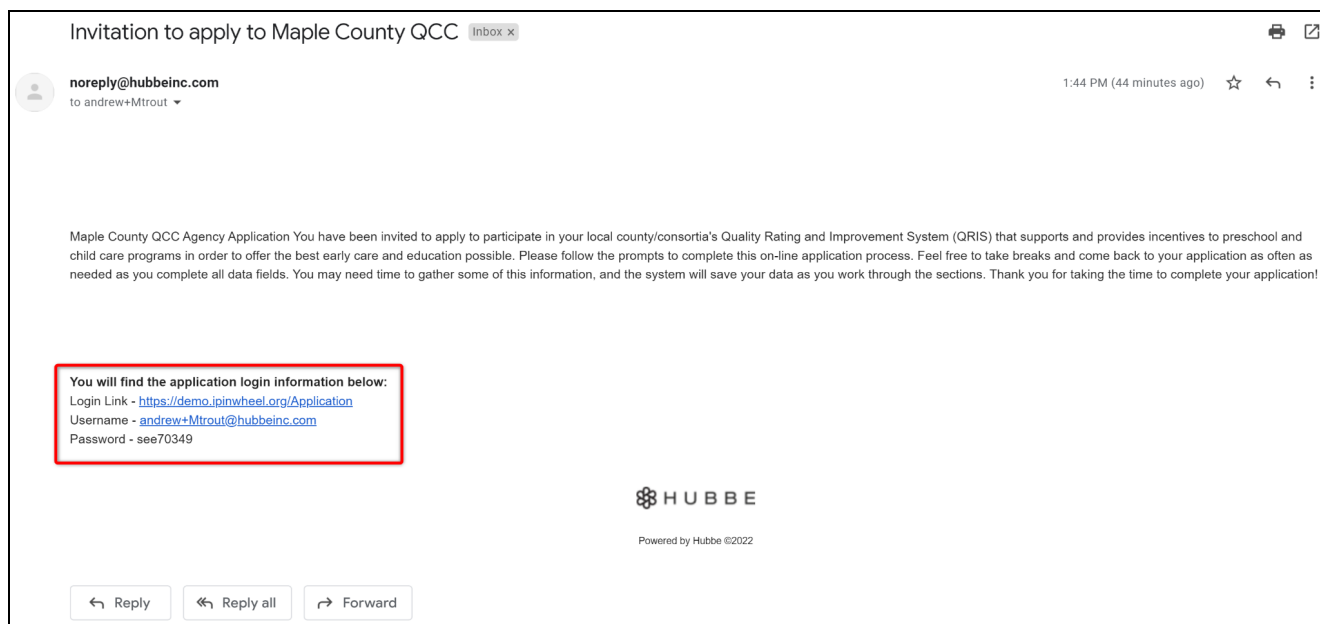 Invitation to apply to Maple County QCC Inbox ×
noreply@hubbeinc.com 1:44 PM (44 minutes ago)
to andrew+Mtrout
Maple County QCC Agency Application You have been invited to apply to participate in your local county/consortia's Quality Rating and Improvement System (QRIS) that supports and provides incentives to preschool and
child care programs in order to offer the best early care and education possible. Please follow the prompts to complete this on-line application process. Feel free to take breaks and come back to your application as often as
needed as you complete all data fields. You may need time to gather some of this information, and the system will save your data as you work through the sections. Thank you for taking the time to complete your application!
You will find the application login information below:
Login Link - https://demo.ipinwheel.org/Application
Username - andrew+Mtrout@hubbeinc.com
Password - see70349
HUBBE
Powered by Hubbe ©2022
Reply Reply all Forward